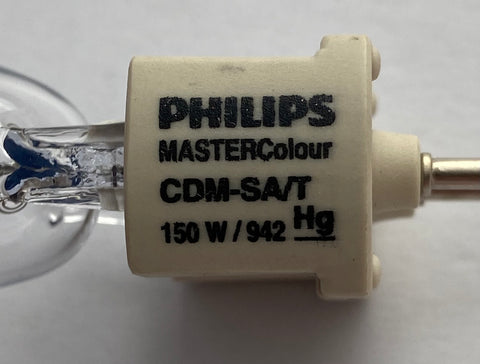 PHILIPS
MASTERColour
CDM-SA/T
150 W / 942 Hg